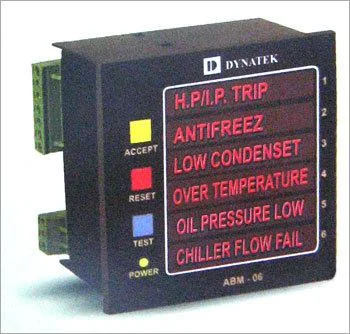 D DYNATEK
H.P/I.P. TRIP 1
ANTIFREEZ 2
LOW CONDENSET 3
OVER TEMPERATURE 4
OIL PRESSURE LOW 5
CHILLER FLOW FAIL 6
ACCEPT
RESET
TEST
POWER
ABM - 06